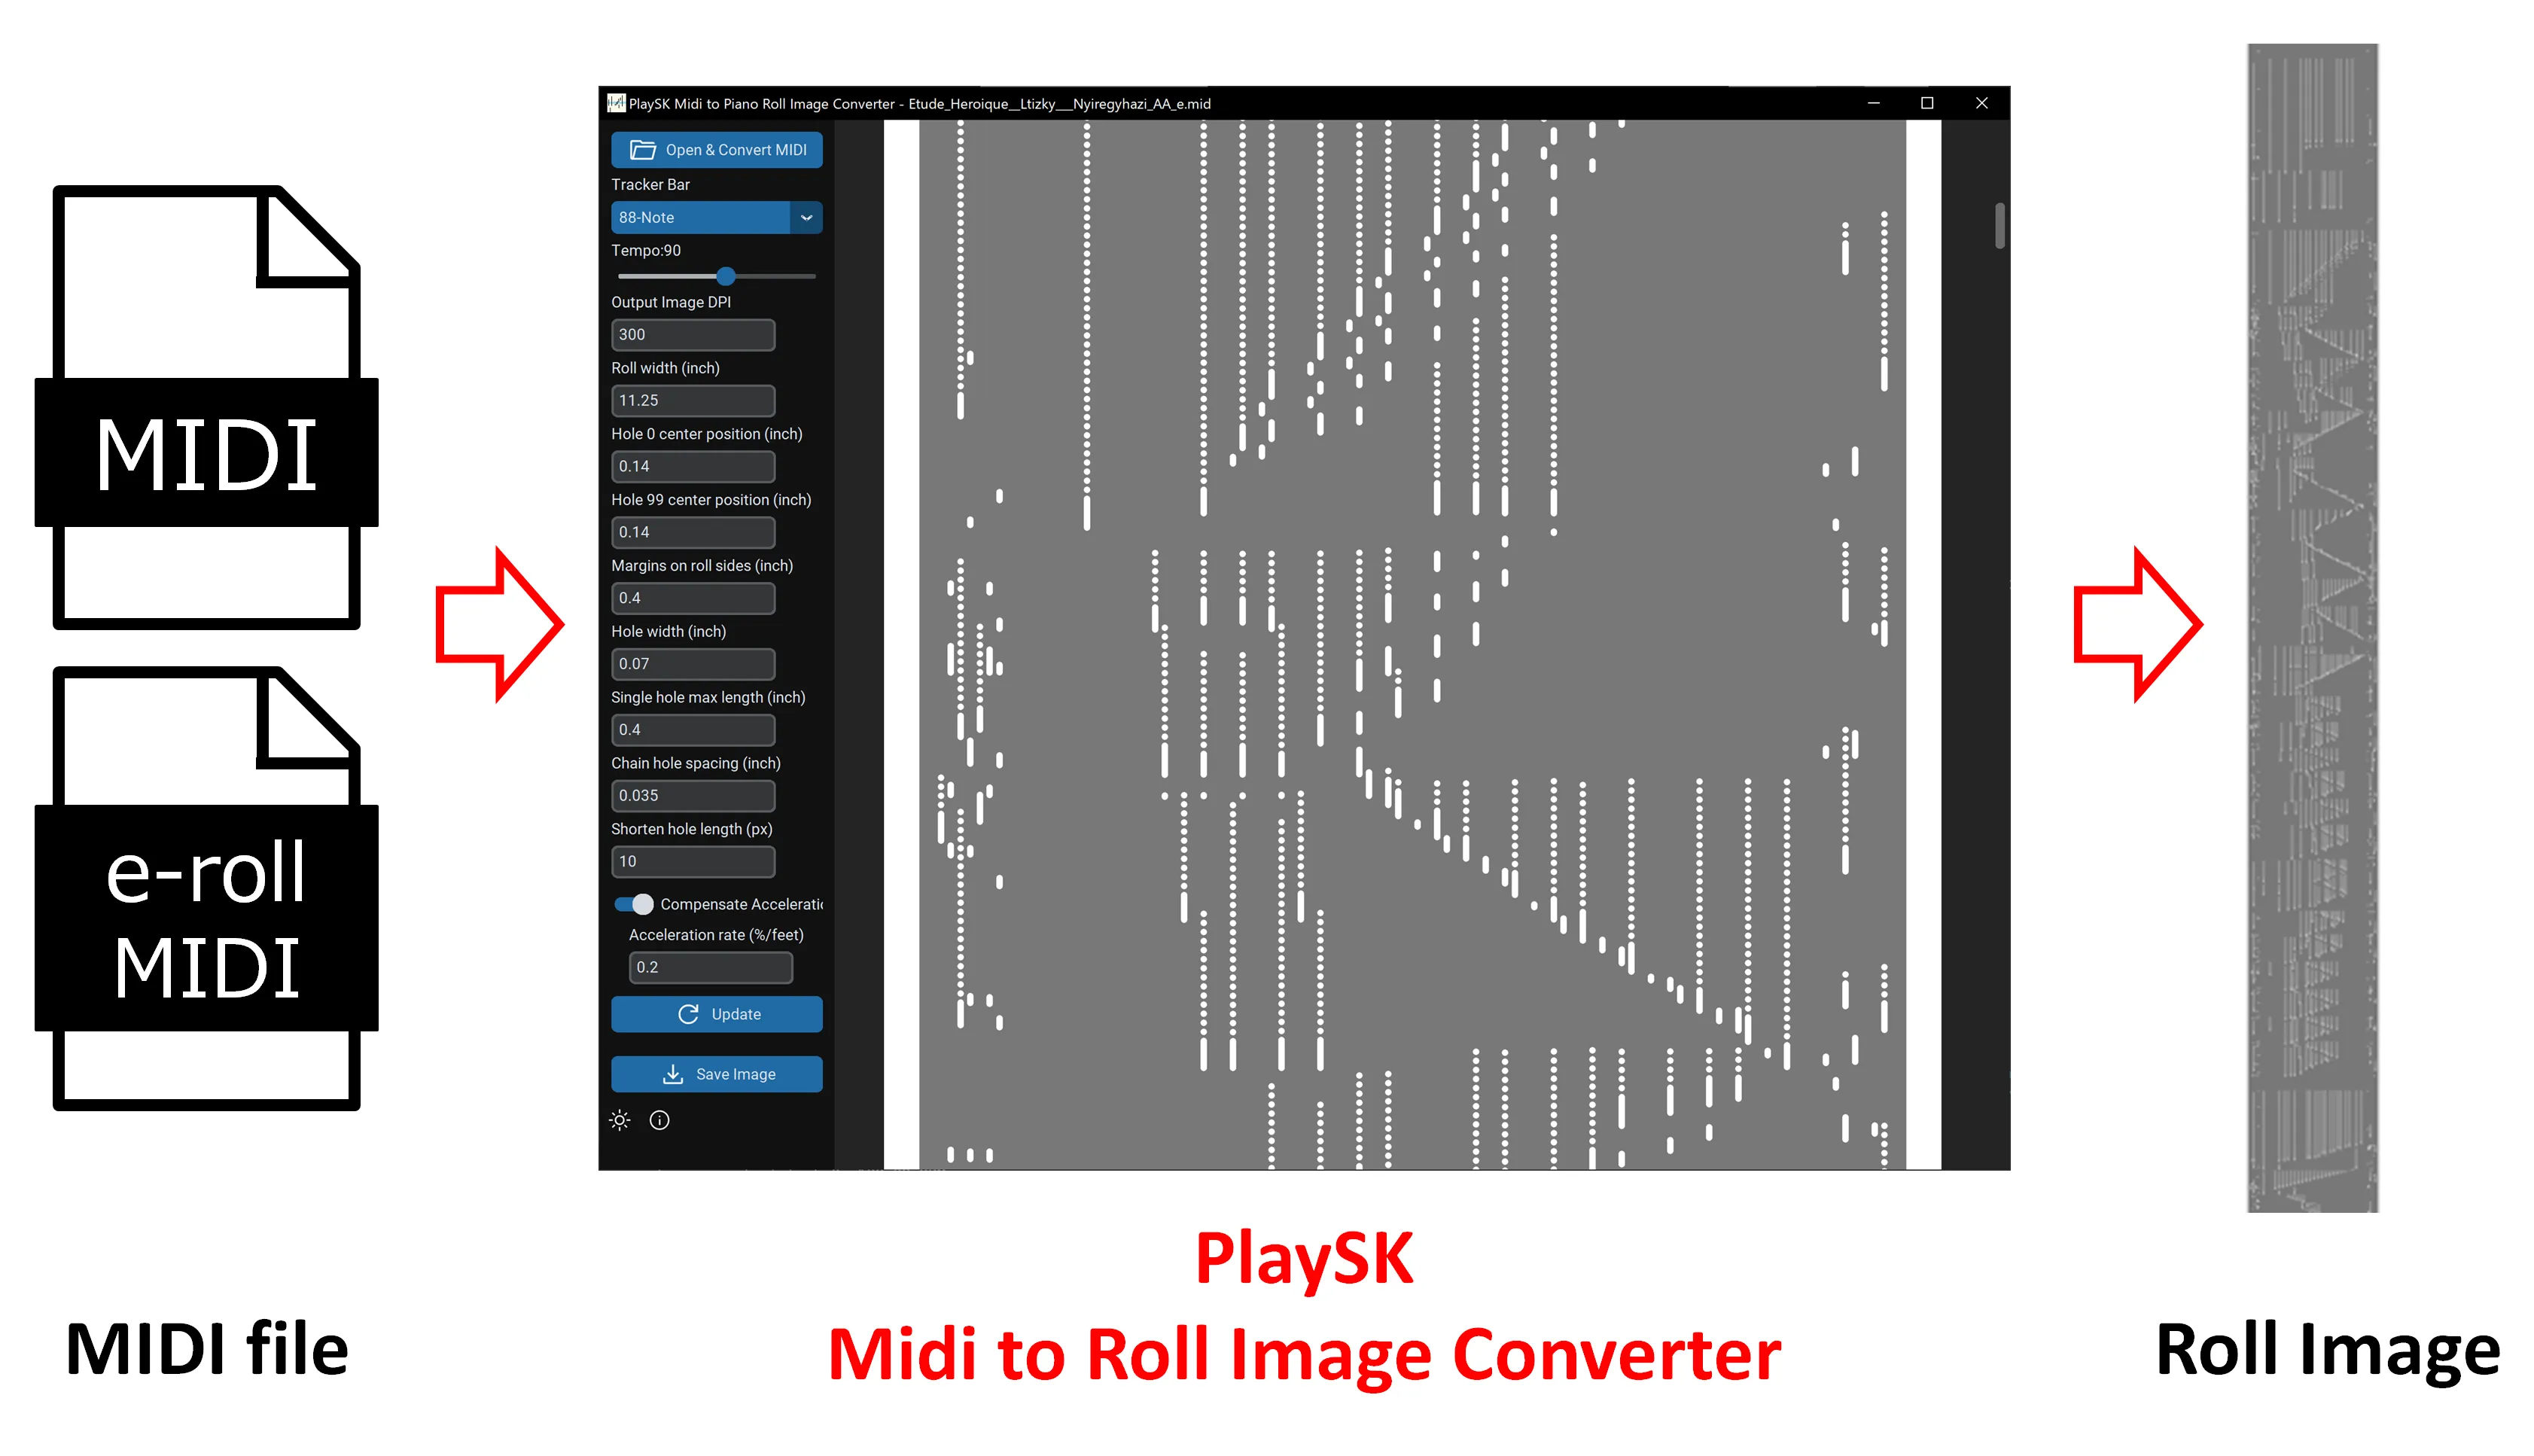 MIDI
e-roll
MIDI
MIDI file
PlaySK Midi to Piano Roll Image Converter - Etude_Heroique__Ltizky___Nyiregyhazi_AA_e.mid
Open & Convert MIDI
Tracker Bar
88-Note
Tempo:90
Output Image DPI
300
Roll width (inch)
11.25
Hole 0 center position (inch)
0.14
Hole 99 center position (inch)
0.14
Margins on roll sides (inch)
0.4
Hole width (inch)
0.07
Single hole max length (inch)
0.4
Chain hole spacing (inch)
0.035
Shorten hole length (px)
10
Compensate Acceleratic
Acceleration rate (%/feet)
0.2
Update
Save Image
PlaySK
Midi to Roll Image Converter
Roll Image